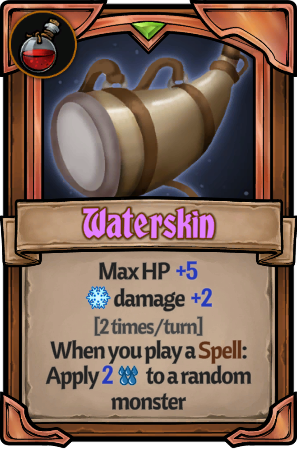 Waterskin
Max HP +5
damage +2
[2 times/turn]
When you play a Spell:
Apply 2 to a random
monster